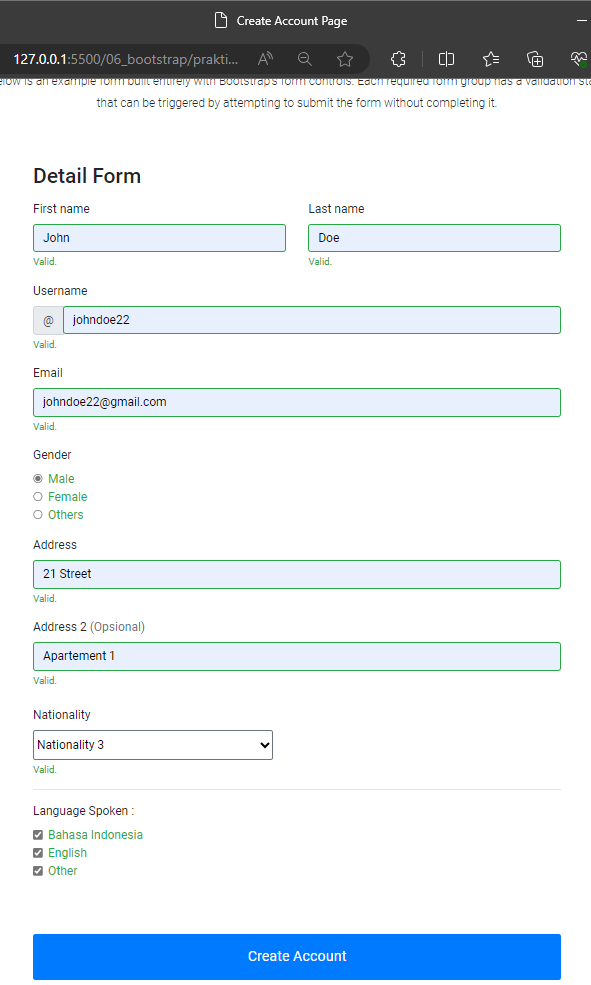 Create Account Page
127.0.0.1:5500/06_bootstrap/prakti...
is an example form built entirely with Bootstrap's form controls. Each required form group has a validation
that can be triggered by attempting to submit the form without completing it.
Detail Form
First name Last name
John Doe
Valid. Valid.
Username
@ johndoe22
Valid.
Email
johndoe22@gmail.com
Valid.
Gender
Male
Female
Others
Address
21 Street
Valid.
Address 2 (Opsional)
Apartement 1
Valid.
Nationality
Nationality 3
Valid.
Language Spoken :
Bahasa Indonesia
English
Other
Create Account